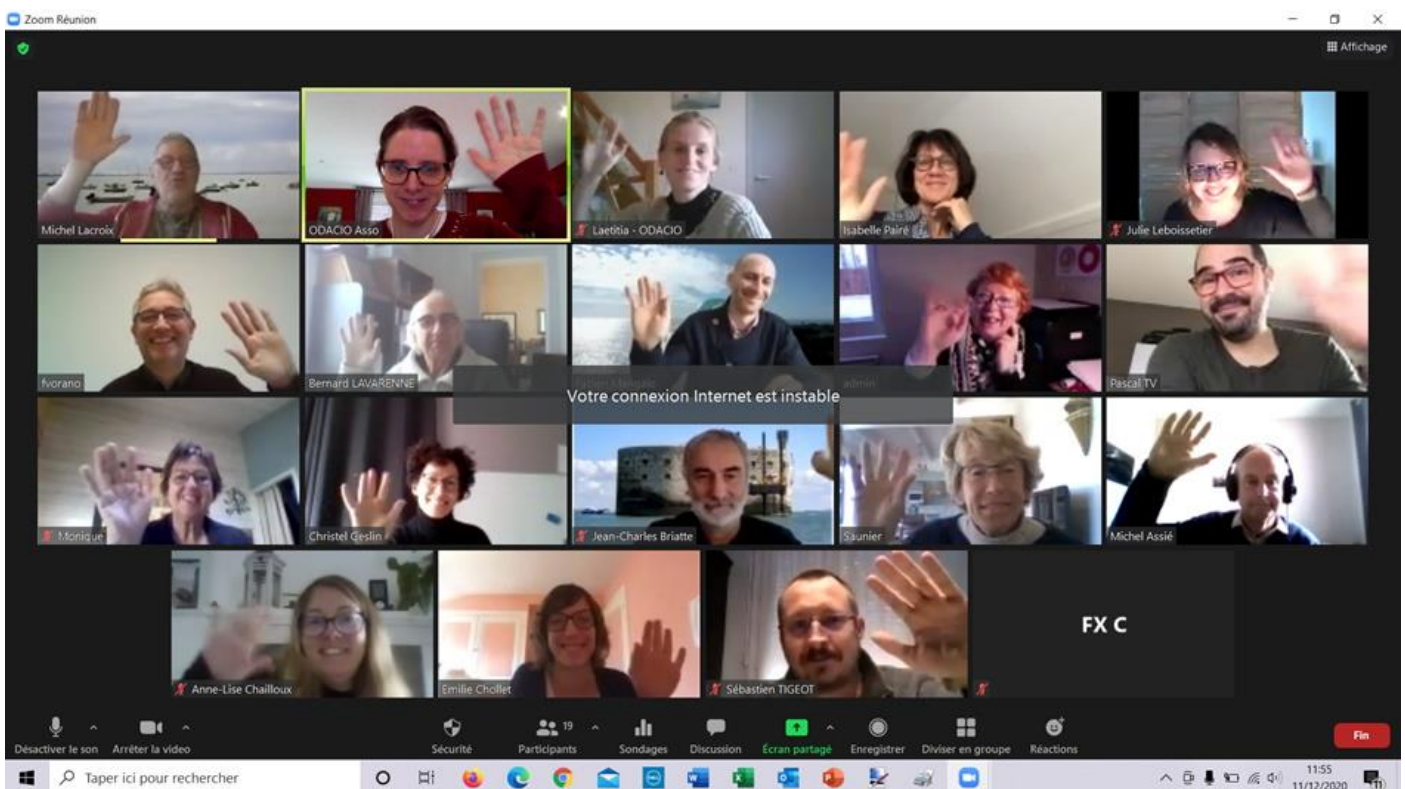 Zoom Réunion
Affichage
Michel Lacroix
ODACIO Asso
Laetitia - ODACIO
Isabelle Pairé
Julie Leboissetier
fvorano
Bernard LAVARENNE
admin
Pascal TV
Votre connexion Internet est instable
Monique
Christel Geslin
Jean-Charles Briatte
Saunier
Michel Assié
Anne-Lise Chailloux
Emilie Chollet
Sébastien TIGEOT
FX C
19
Désactiver le son
Arrêter la video
Sécurité
Participants
Sondages
Discussion
Écran partagé
Enregistrer
Diviser en groupe
Réactions
Fin
Taper ici pour rechercher
DELL
11:55
11/12/2020